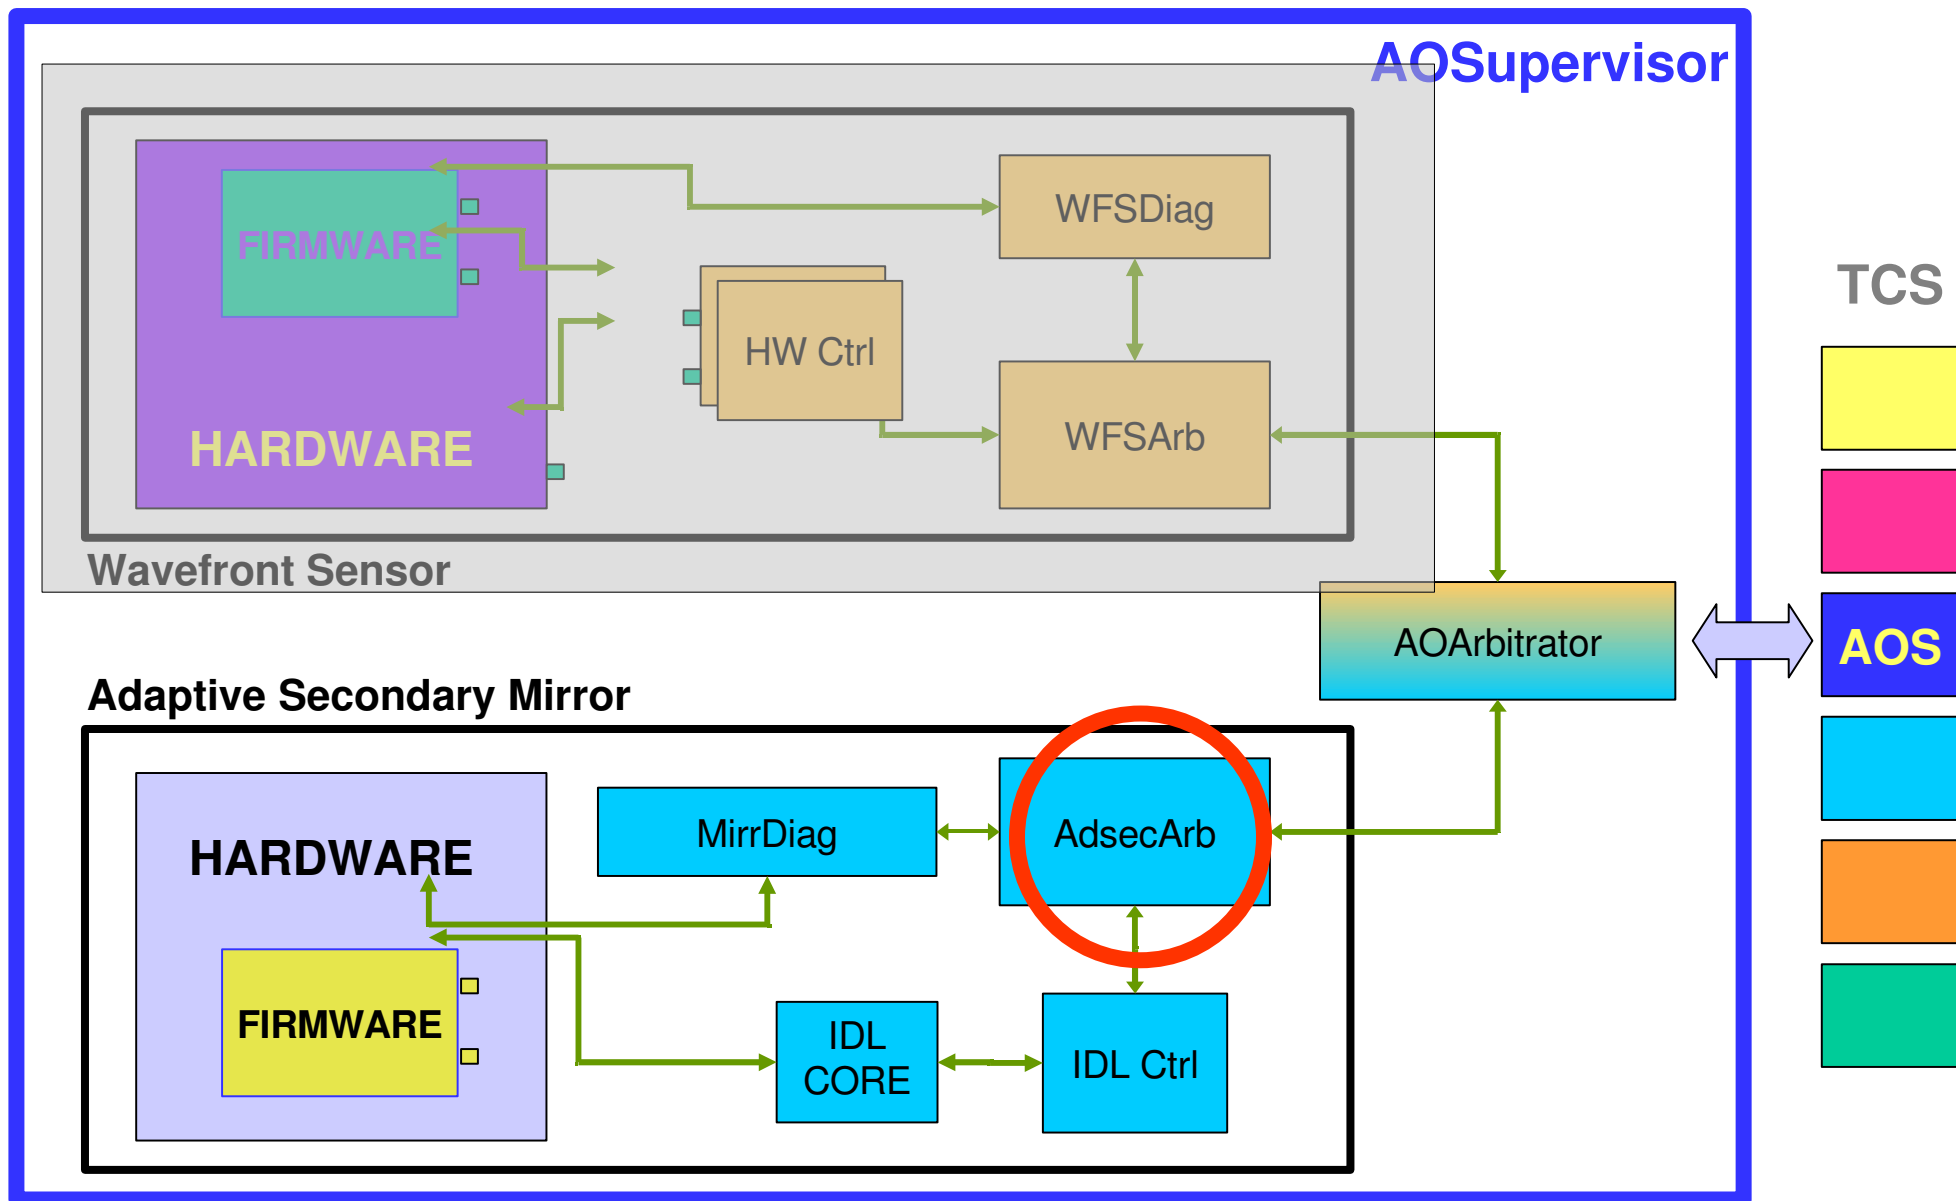 AOSupervisor
WFSDiag
FIRMWARE
TCS
HW Ctrl
WFSArb
HARDWARE
Wavefront Sensor
AOArbitrator
AOS
Adaptive Secondary Mirror
MirrDiag
AdsecArb
HARDWARE
FIRMWARE
IDL
CORE
IDL Ctrl